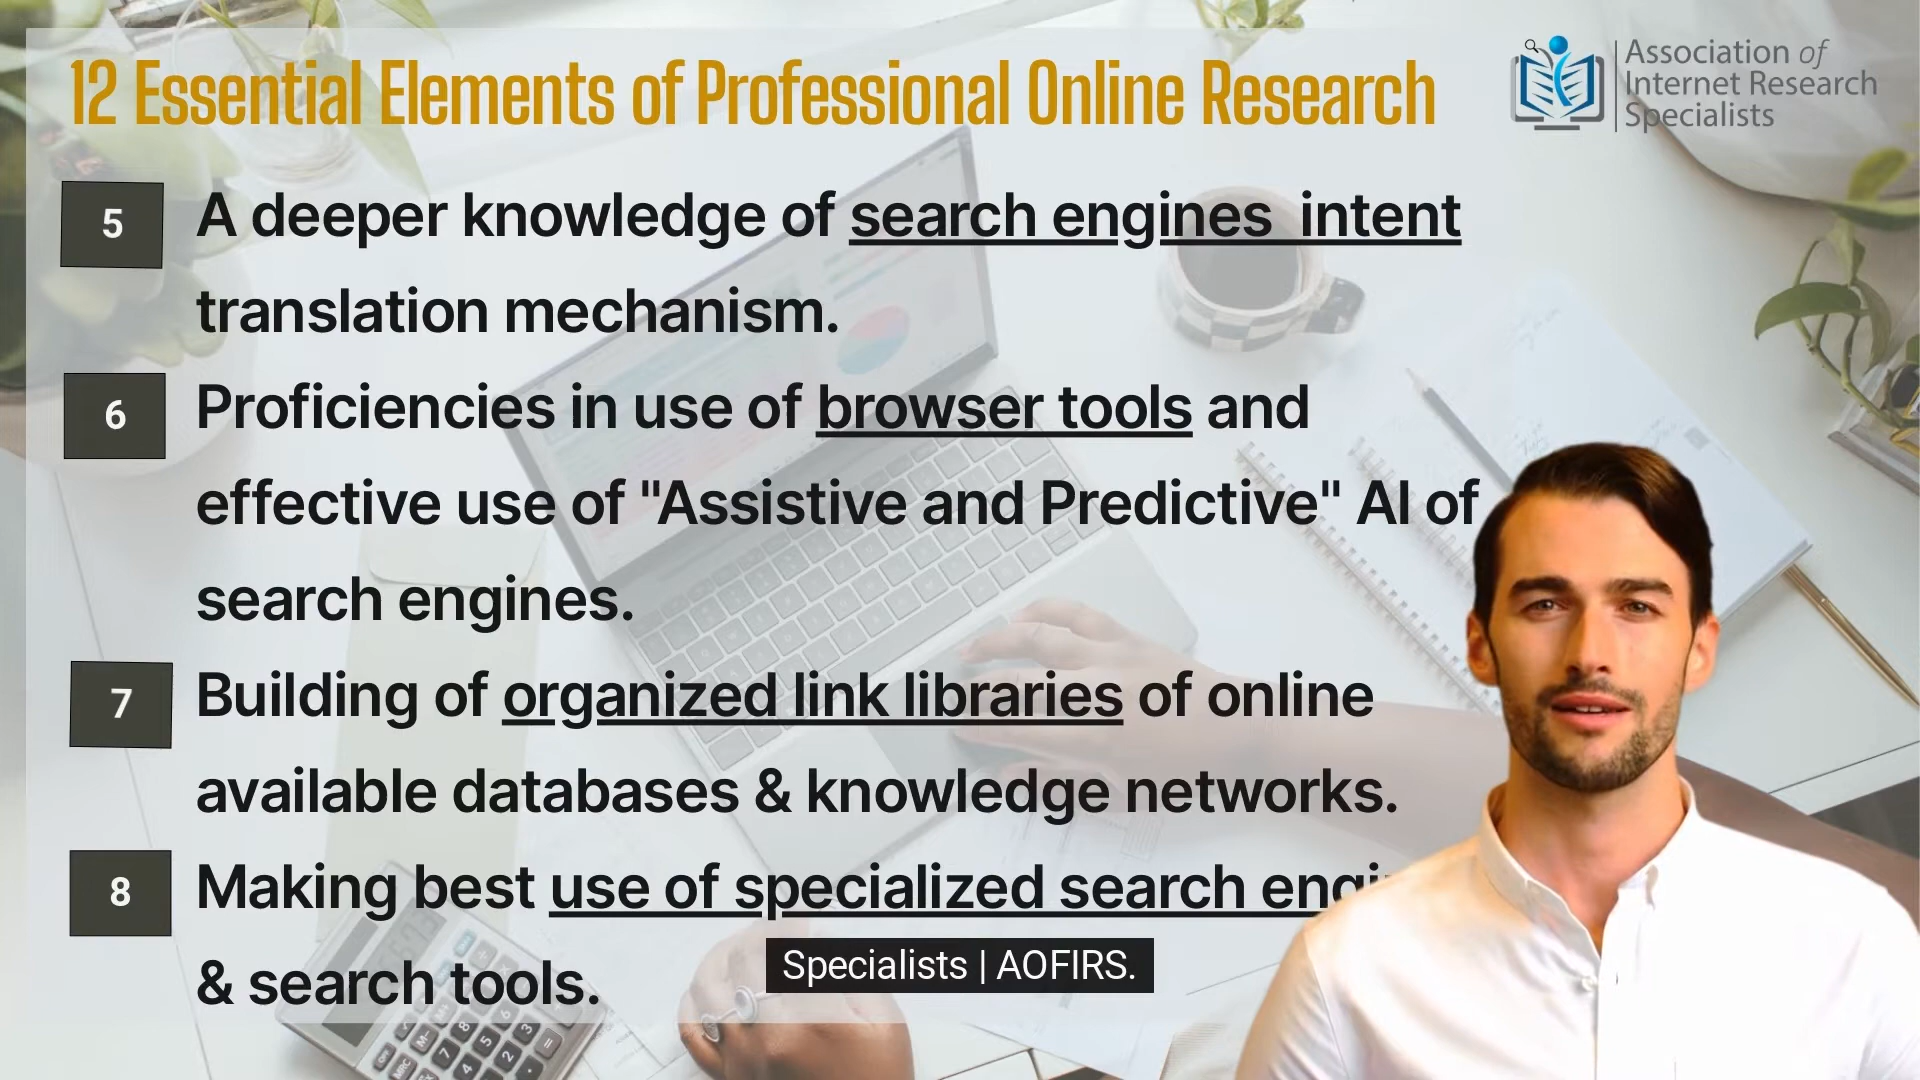 12 Essential Elements of Professional Online Research
Association of
Internet Research
Specialists
5
A deeper knowledge of search engines  intent
translation mechanism.
6
Proficiencies in use of browser tools and
effective use of "Assistive and Predictive" AI of
search engines.
7
Building of organized link libraries of online
available databases & knowledge networks.
8
Making best use of specialized search
& search tools.
Specialists | AOFIRS.